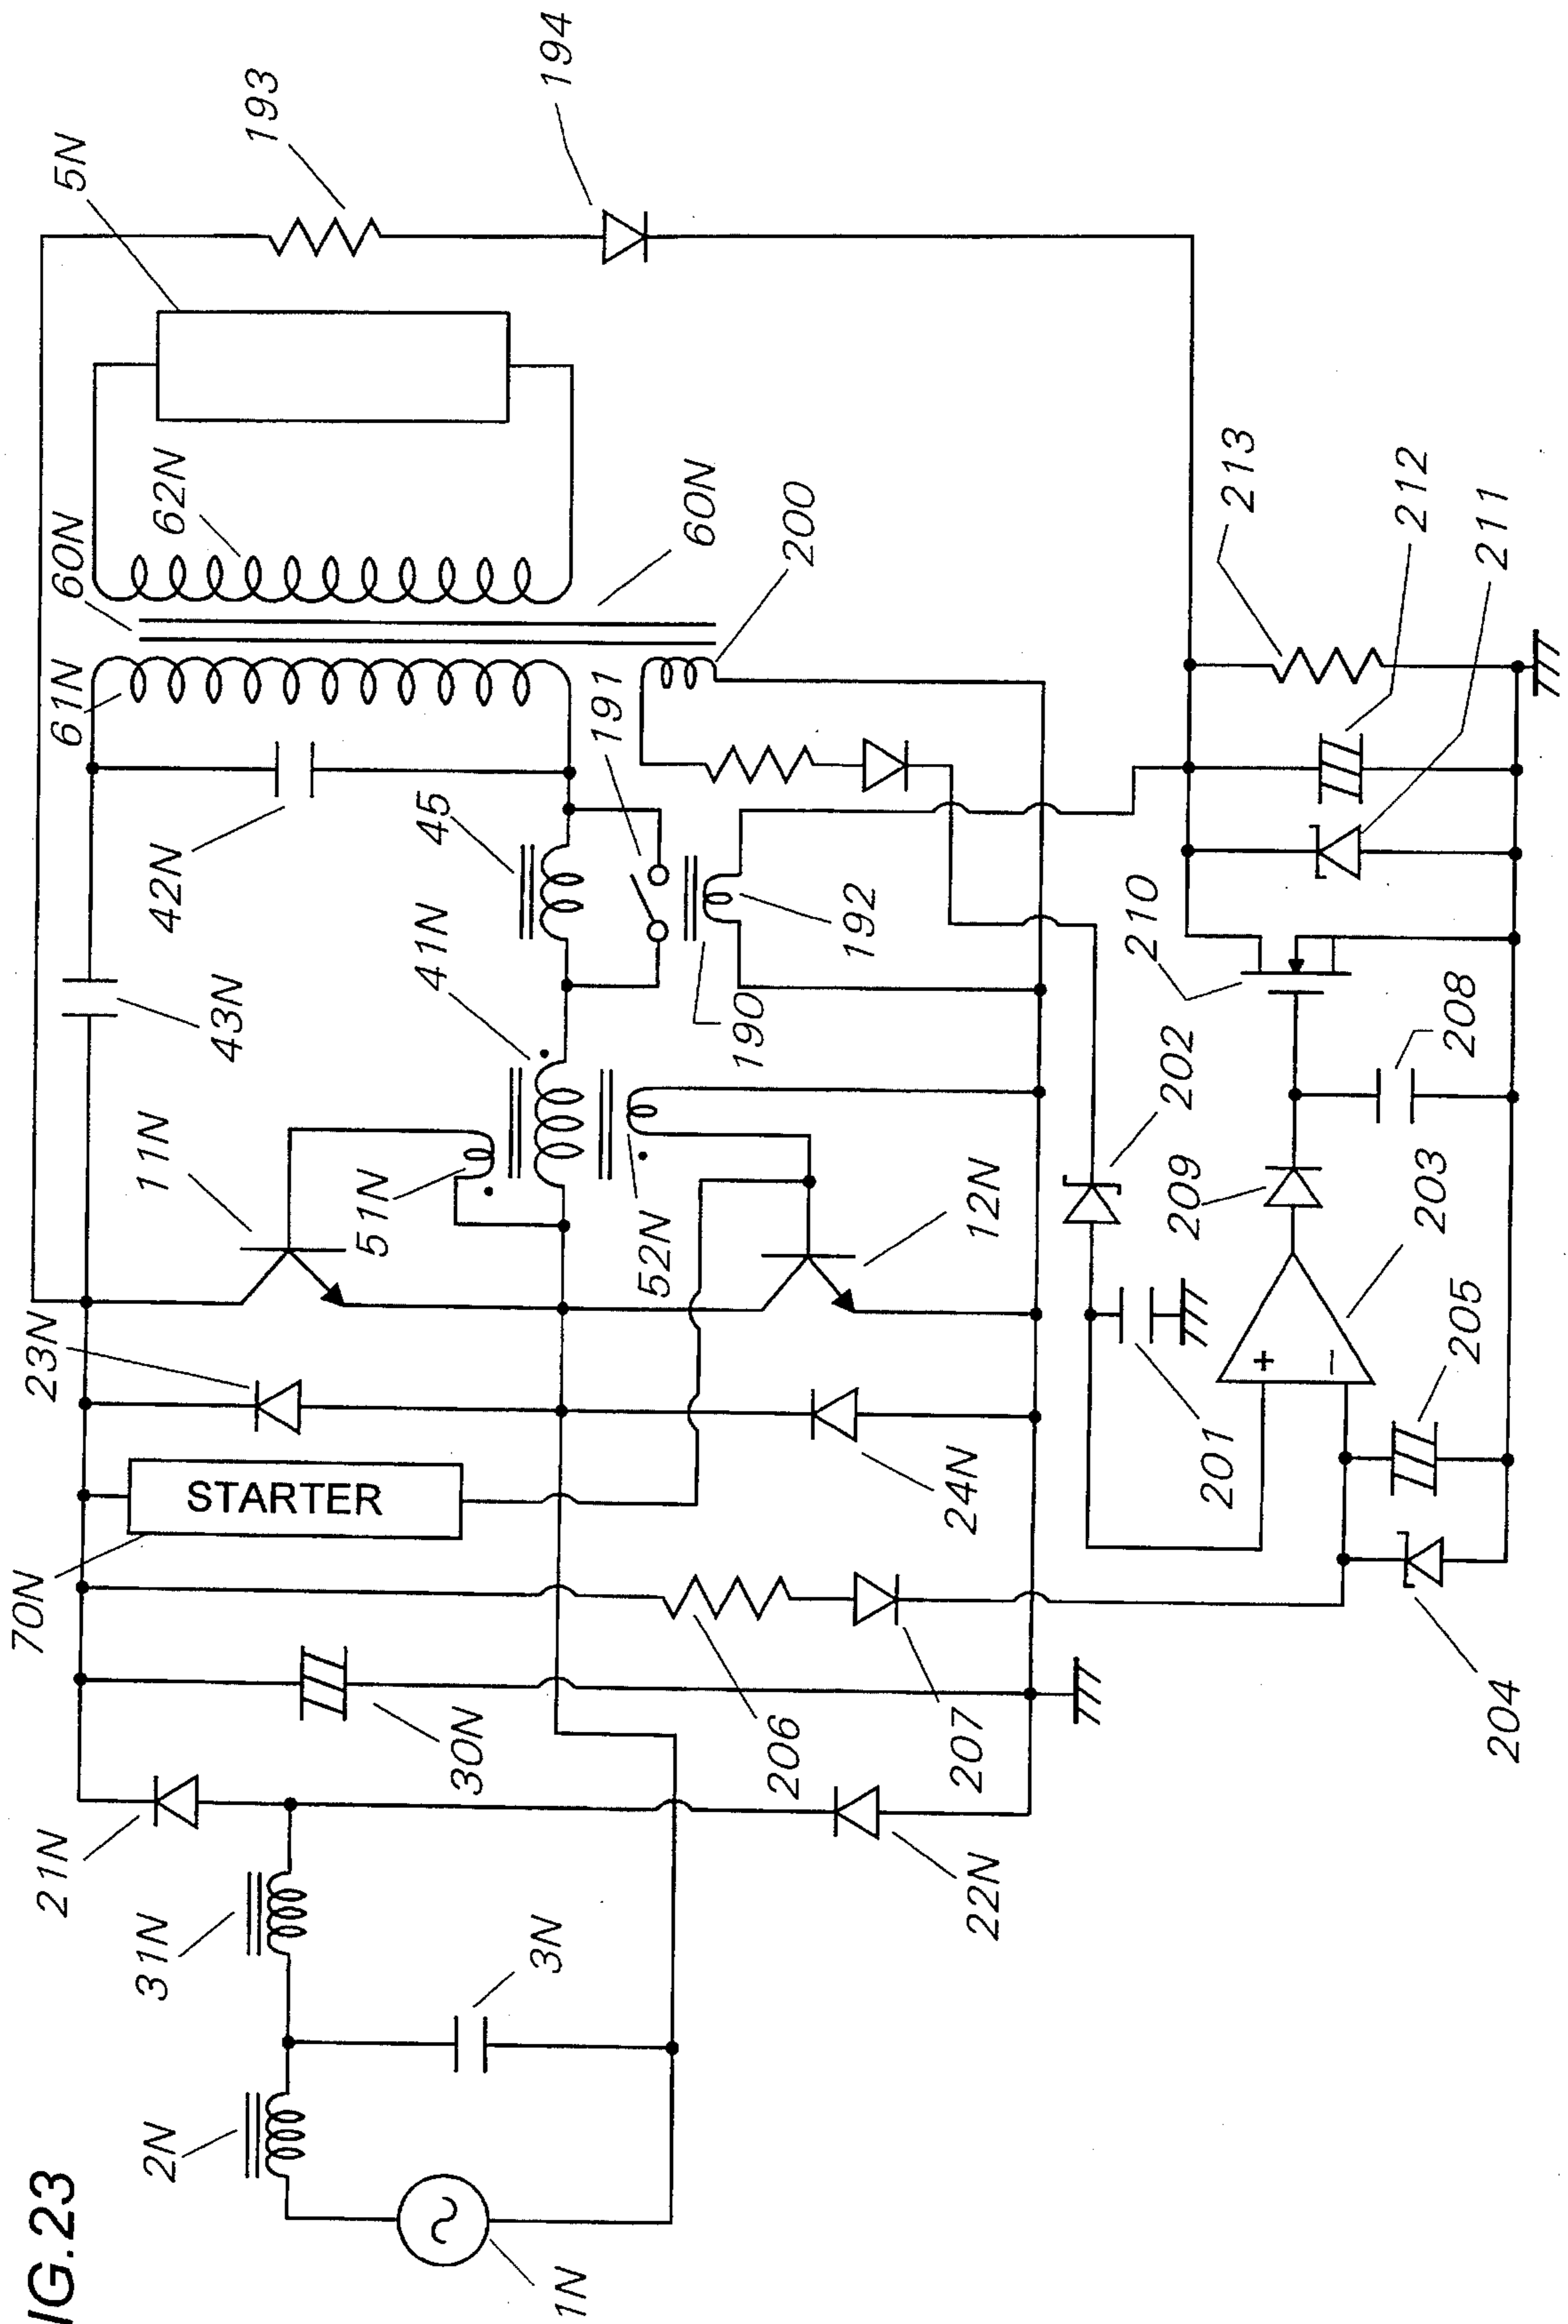 IG.23
1N
2N
3N
31N
21N
22N
30N
70N
STARTER
206
207
204
205
23N
24N
11N
12N
51N
52N
41N
45
43N
42N
190
191
192
61N
60N
62N
60N
200
5N
193
194
201
202
+
−
203
209
208
210
211
212
213